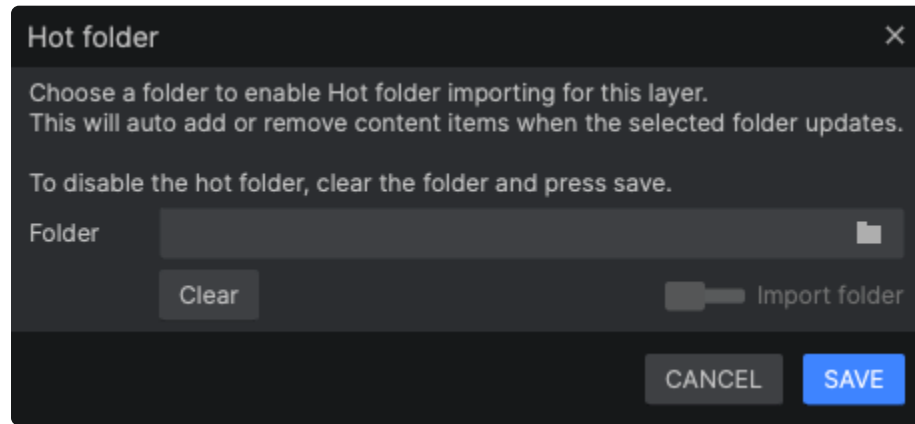 Hot folder
Choose a folder to enable Hot folder importing for this layer.
This will auto add or remove content items when the selected folder updates.
To disable the hot folder, clear the folder and press save.
Folder
Clear
Import folder
CANCEL
SAVE